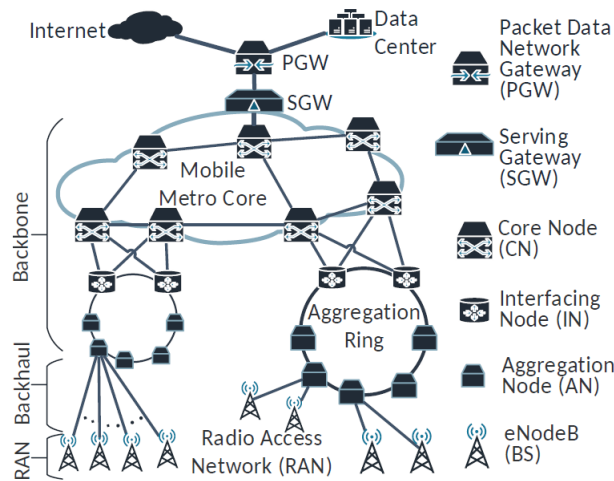 Internet
Data
Center
PGW
SGW
Mobile
Metro Core
Aggregation
Ring
Radio Access
Network (RAN)
Backbone
Backhaul
RAN
Packet Data
Network
Gateway
(PGW)
Serving
Gateway
(SGW)
Core Node
(CN)
Interfacing
Node (IN)
Aggregation
Node (AN)
eNodeB
(BS)